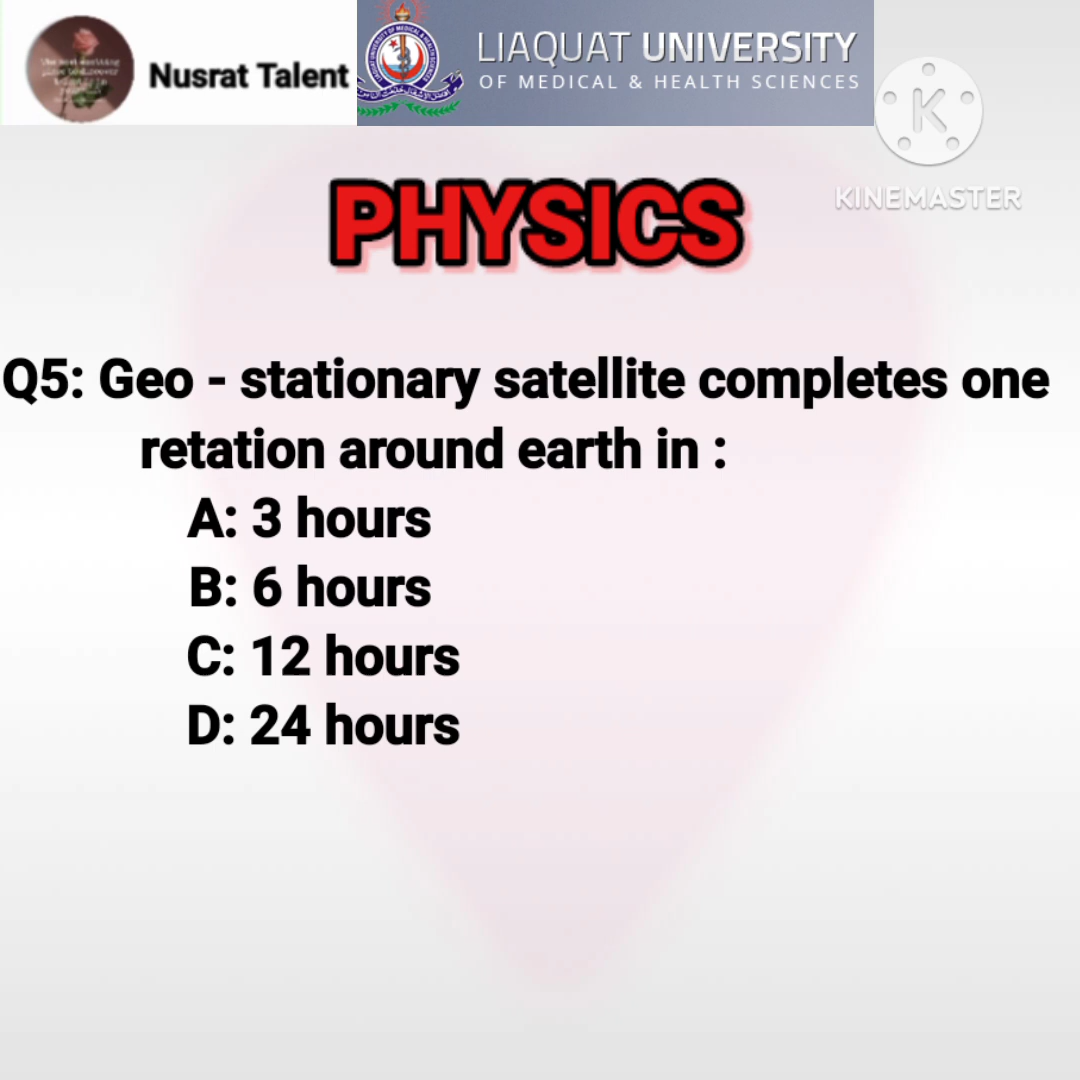 Nusrat Talent
LIAQUAT UNIVERSITY
OF MEDICAL & HEALTH SCIENCES
KINEMASTER
PHYSICS
Q5: Geo - stationary satellite completes one
retation around earth in :
A: 3 hours
B: 6 hours
C: 12 hours
D: 24 hours